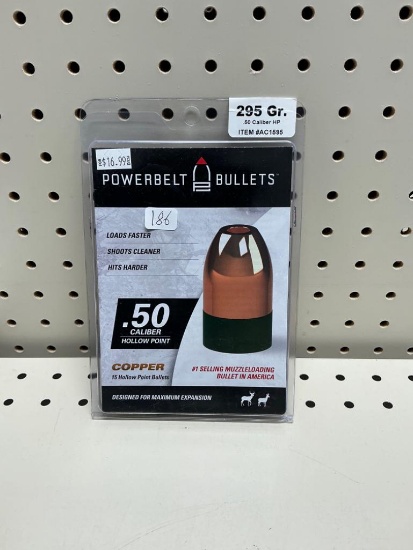 295 Gr.
.50 Caliber HP
ITEM #AC1595
$16.99
POWERBELT BULLETS
186
LOADS FASTER
SHOOTS CLEANER
HITS HARDER
.50
CALIBER
HOLLOW POINT
COPPER
15 Hollow Point Bullets
#1 SELLING MUZZLELOADING
BULLET IN AMERICA
DESIGNED FOR MAXIMUM EXPANSION